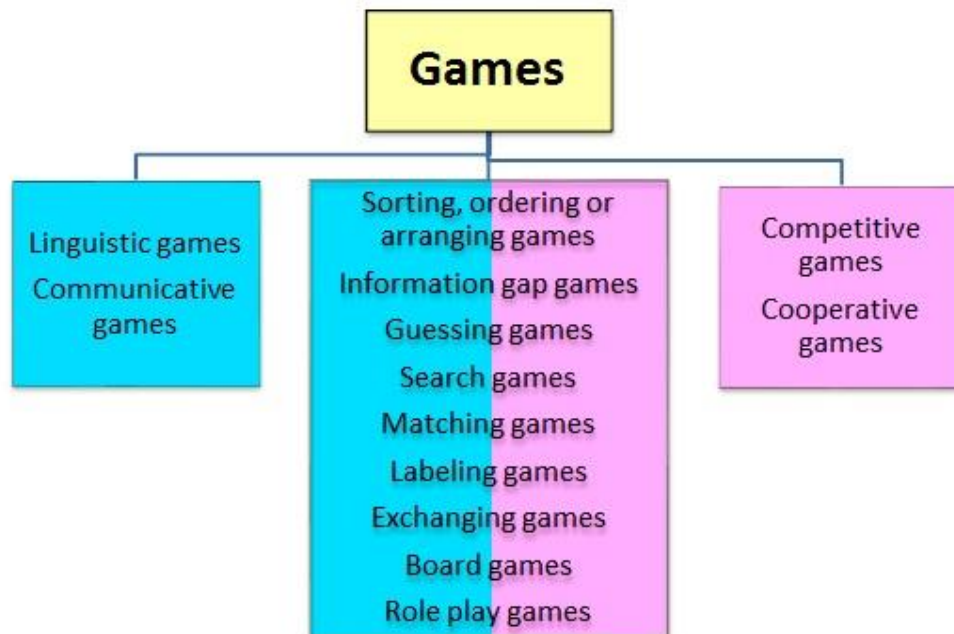 Games
Linguistic games
Communicative
games
Sorting, ordering or
arranging games
Information gap games
Guessing games
Search games
Matching games
Labeling games
Exchanging games
Board games
Role play games
Competitive
games
Cooperative
games